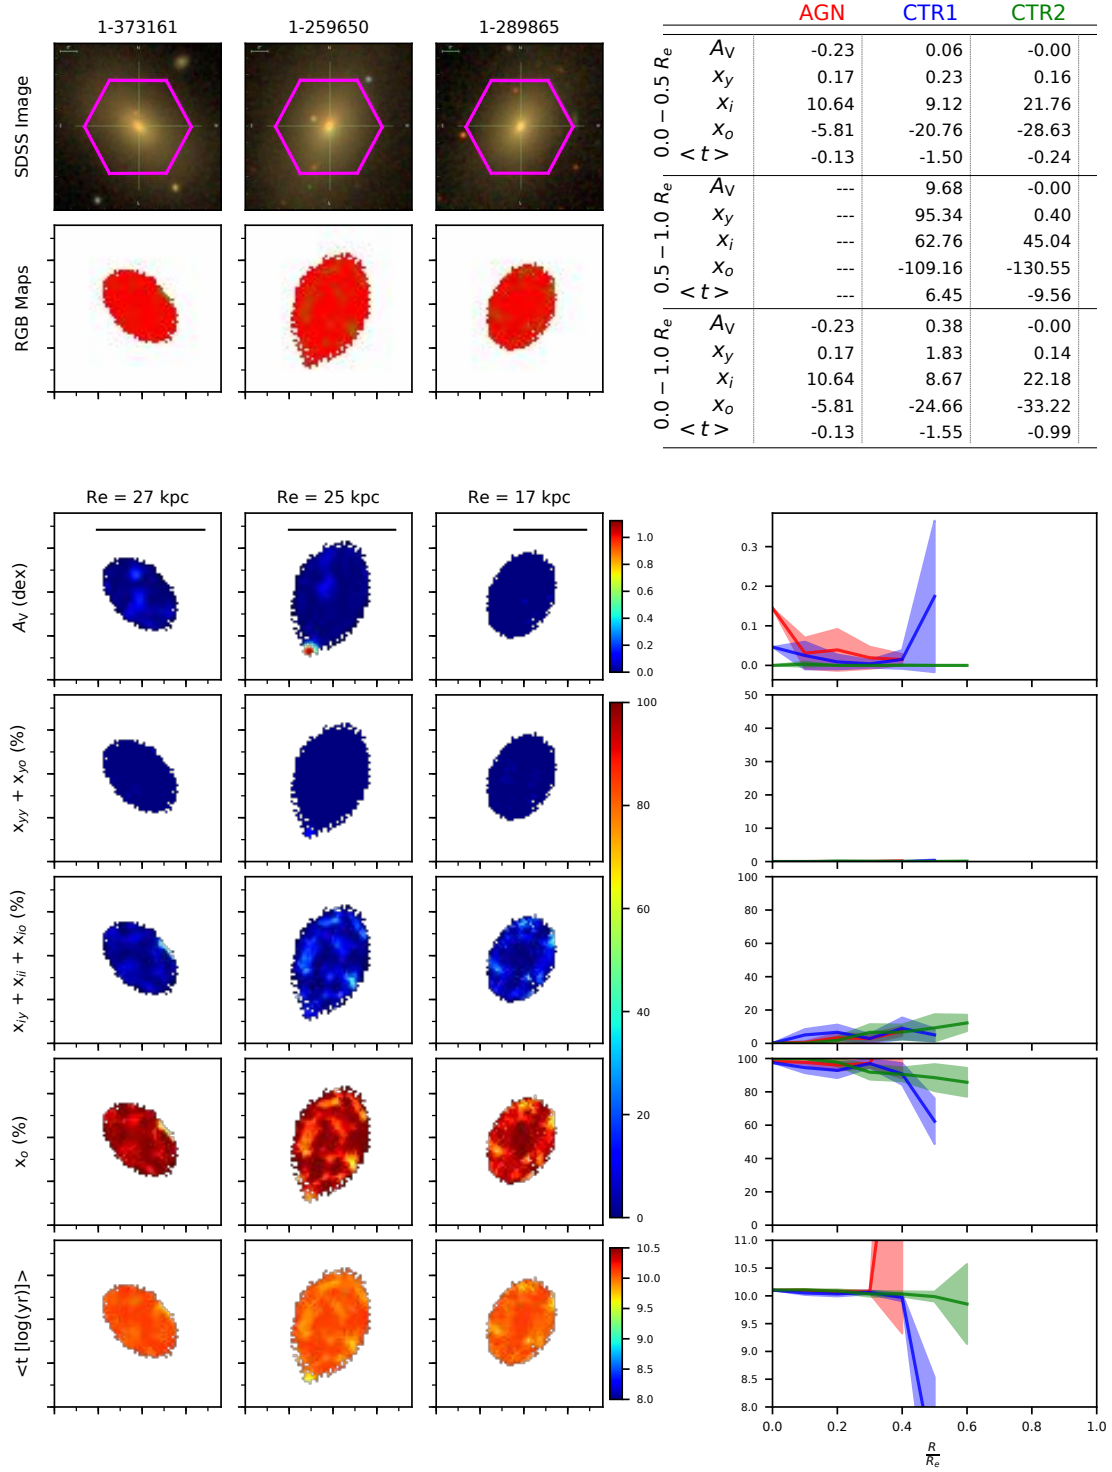 1-373161 1-259650 1-289865
SDSS Image
RGB Maps
AGN CTR1 CTR2
0.0 − 0.5 Re
AV -0.23 0.06 -0.00
xy 0.17 0.23 0.16
xi 10.64 9.12 21.76
xo -5.81 -20.76 -28.63
<t> -0.13 -1.50 -0.24
0.5 − 1.0 Re
AV --- 9.68 -0.00
xy --- 95.34 0.40
xi --- 62.76 45.04
xo --- -109.16 -130.55
<t> --- 6.45 -9.56
0.0 − 1.0 Re
AV -0.23 0.38 -0.00
xy 0.17 1.83 0.14
xi 10.64 8.67 22.18
xo -5.81 -24.66 -33.22
<t> -0.13 -1.55 -0.99
Re = 27 kpc Re = 25 kpc Re = 17 kpc
AV (dex)
1.0
0.8
0.6
0.4
0.2
0.0
0.3
0.2
0.1
0.0
xyy + xyo (%)
100
80
60
40
20
0
50
40
30
20
10
0
xiy + xii + xio (%)
100
80
60
40
20
0
xo (%)
100
80
60
40
20
0
<t [log(yr)]>
10.5
10.0
9.5
9.0
8.5
8.0
11.0
10.5
10.0
9.5
9.0
8.5
8.0
0.0 0.2 0.4 0.6 0.8 1.0
R
Re